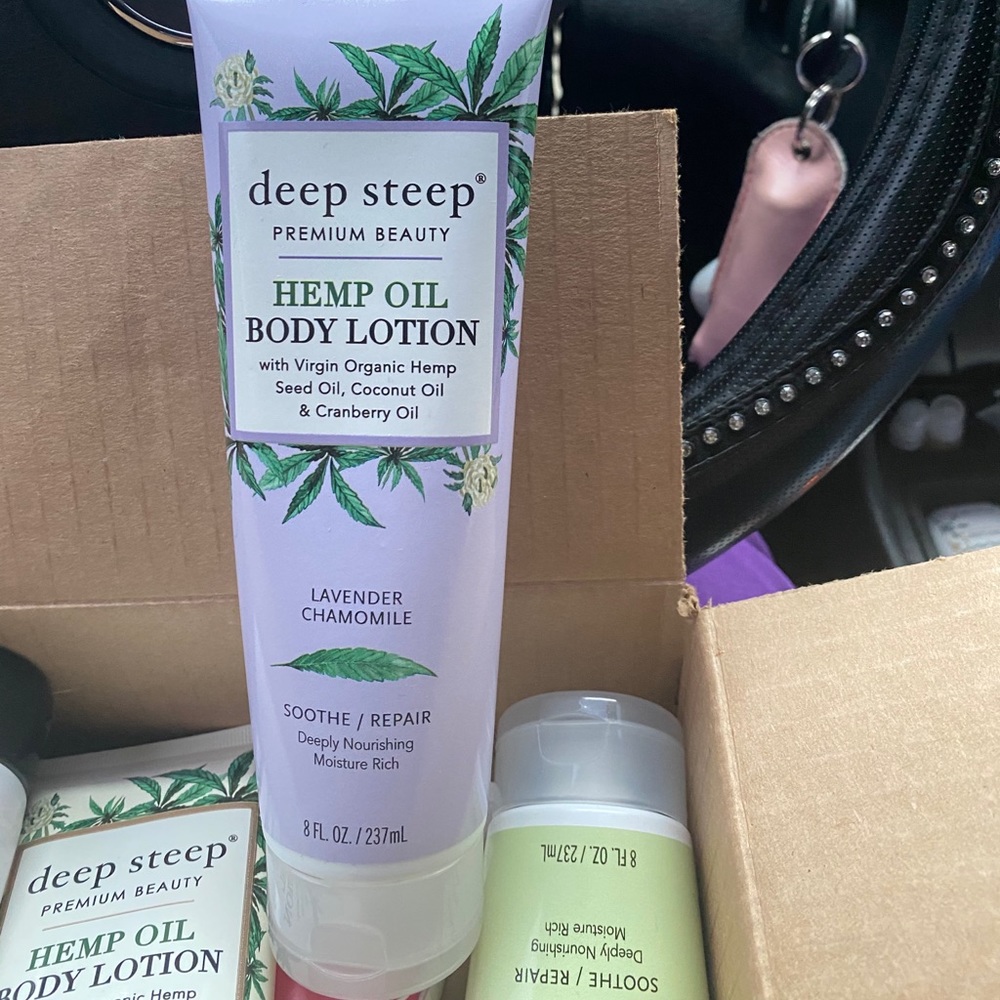 deep steep®
PREMIUM BEAUTY
HEMP OIL
BODY LOTION
with Virgin Organic Hemp
Seed Oil, Coconut Oil
& Cranberry Oil
LAVENDER
CHAMOMILE
SOOTHE / REPAIR
Deeply Nourishing
Moisture Rich
8 FL. OZ. / 237mL
deep steep®
PREMIUM BEAUTY
HEMP OIL
BODY LOTION
Hemp
SOOTHE / REPAIR
Deeply Nourishing
Moisture Rich
8 FL. OZ. / 237mL